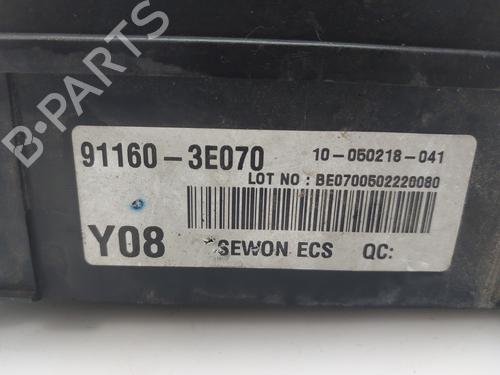 B-PARTS
91160-3E070
10-050218-041
LOT NO : BE0700502220080
Y08
SEWON ECS
QC: